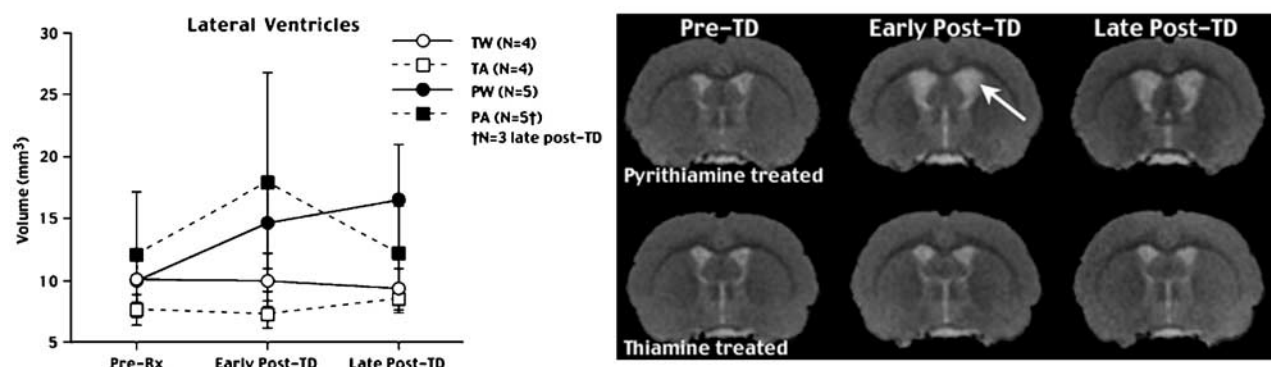 Lateral Ventricles
TW (N=4)
TA (N=4)
PW (N=5)
PA (N=5†)
†N=3 late post-TD
Volume (mm³)
30
25
20
15
10
5
Pre-Rx
Early Post-TD
Late Post-TD
Pre-TD
Early Post-TD
Late Post-TD
Pyrithiamine treated
Thiamine treated